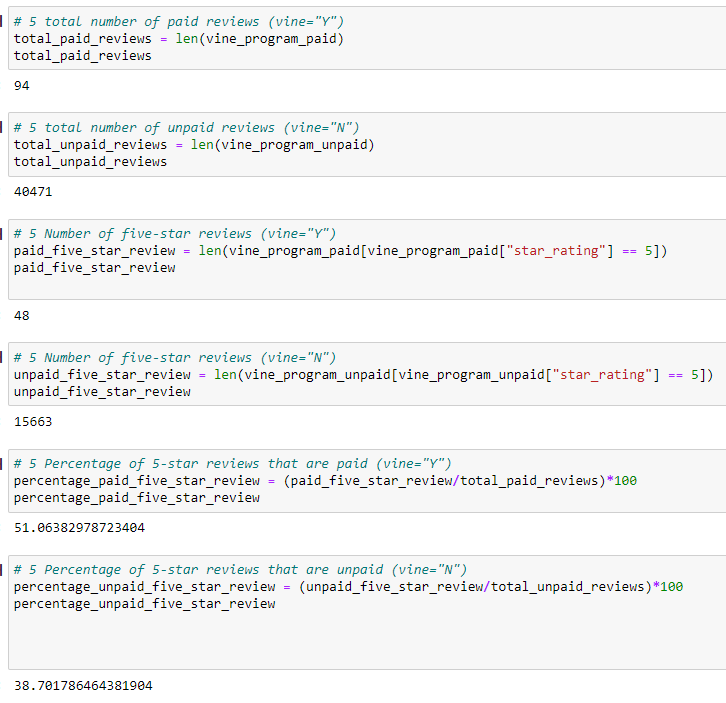 # 5 total number of paid reviews (vine="Y")
total_paid_reviews = len(vine_program_paid)
total_paid_reviews
94
# 5 total number of unpaid reviews (vine="N")
total_unpaid_reviews = len(vine_program_unpaid)
total_unpaid_reviews
40471
# 5 Number of five-star reviews (vine="Y")
paid_five_star_review = len(vine_program_paid[vine_program_paid["star_rating"] == 5])
paid_five_star_review
48
# 5 Number of five-star reviews (vine="N")
unpaid_five_star_review = len(vine_program_unpaid[vine_program_unpaid["star_rating"] == 5])
unpaid_five_star_review
15663
# 5 Percentage of 5-star reviews that are paid (vine="Y")
percentage_paid_five_star_review = (paid_five_star_review/total_paid_reviews)*100
percentage_paid_five_star_review
51.06382978723404
# 5 Percentage of 5-star reviews that are unpaid (vine="N")
percentage_unpaid_five_star_review = (unpaid_five_star_review/total_unpaid_reviews)*100
percentage_unpaid_five_star_review
38.701786464381904